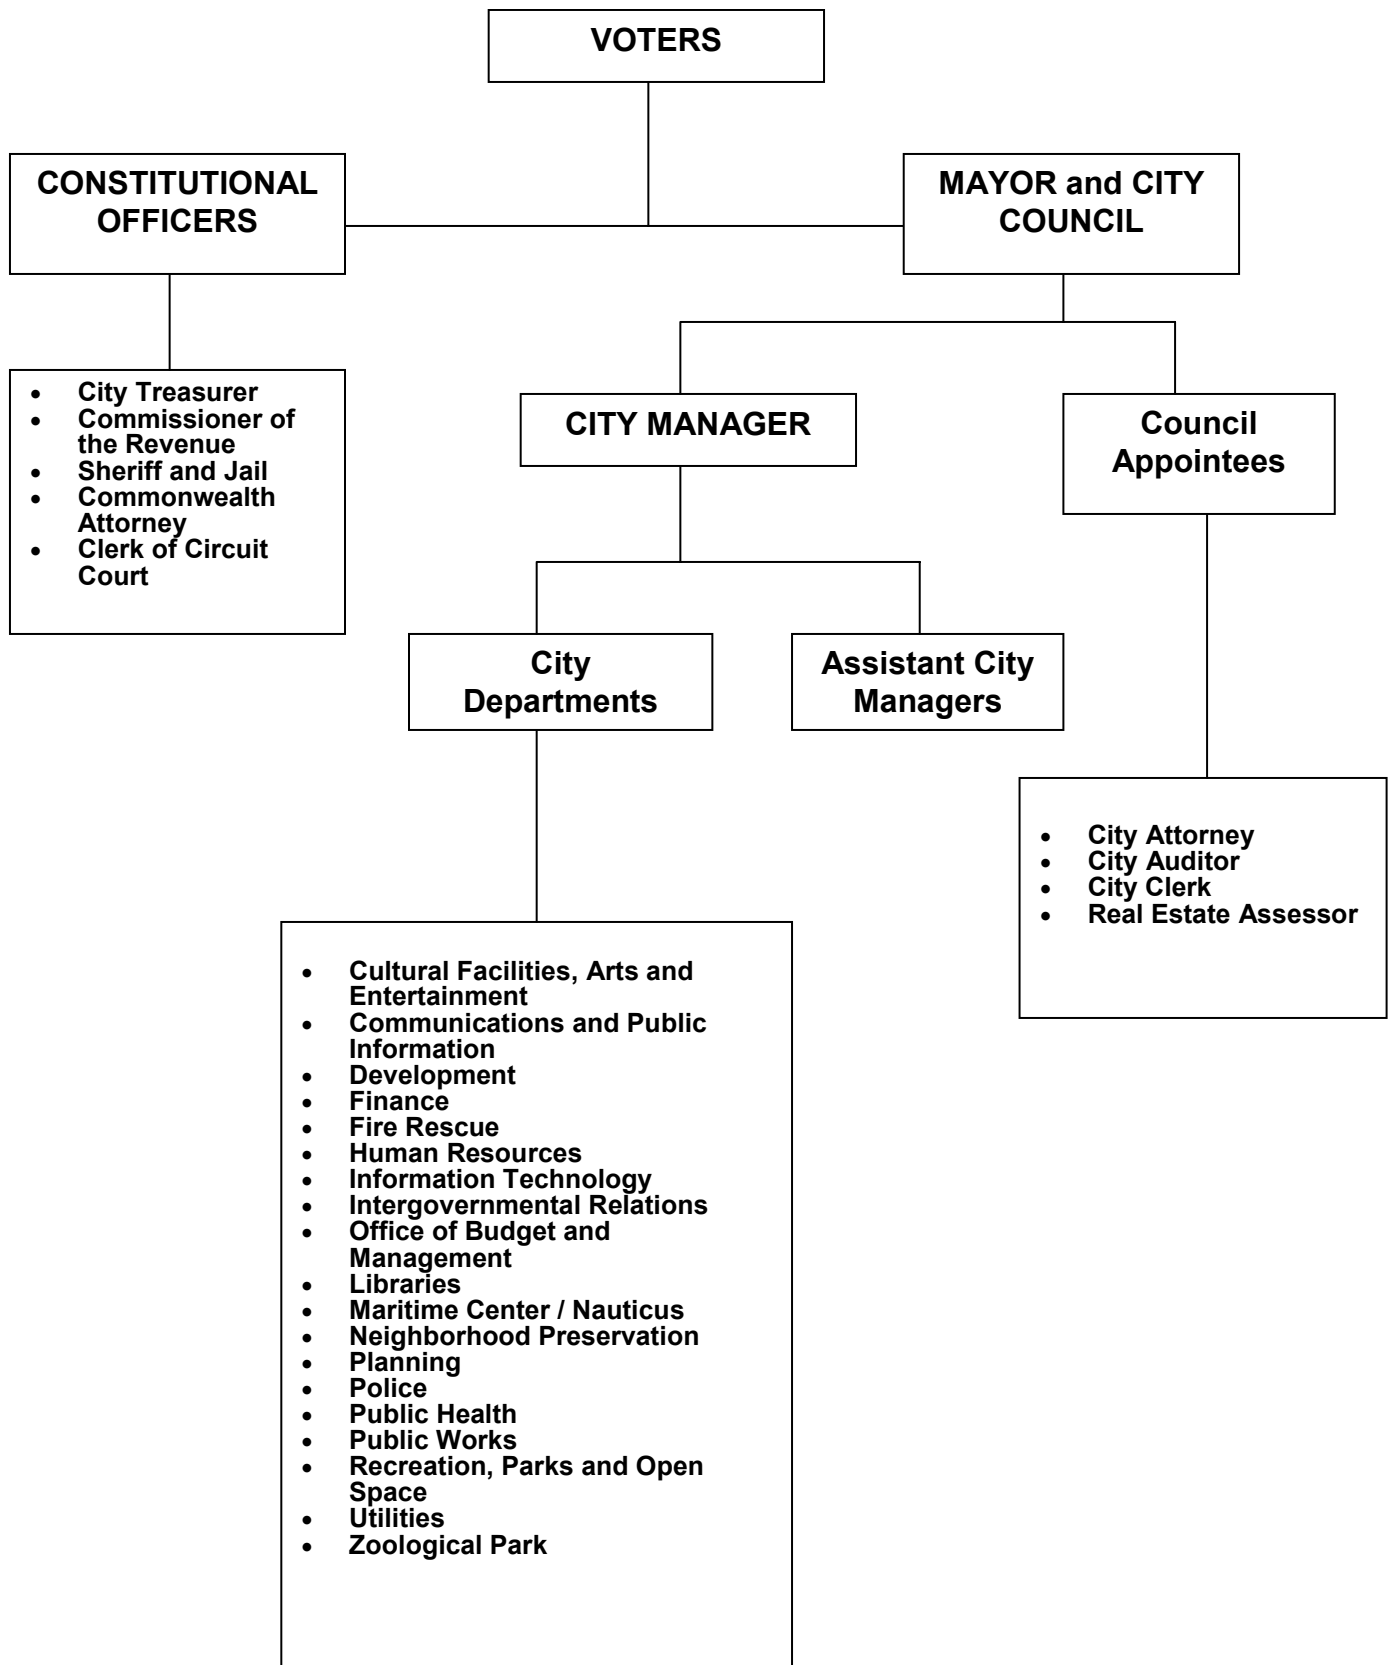 VOTERS
CONSTITUTIONAL
OFFICERS
MAYOR and CITY
COUNCIL
• City Treasurer
• Commissioner of
the Revenue
• Sheriff and Jail
• Commonwealth
Attorney
• Clerk of Circuit
Court
CITY MANAGER
Council
Appointees
City
Departments
Assistant City
Managers
• City Attorney
• City Auditor
• City Clerk
• Real Estate Assessor
• Cultural Facilities, Arts and
Entertainment
• Communications and Public
Information
• Development
• Finance
• Fire Rescue
• Human Resources
• Information Technology
• Intergovernmental Relations
• Office of Budget and
Management
• Libraries
• Maritime Center / Nauticus
• Neighborhood Preservation
• Planning
• Police
• Public Health
• Public Works
• Recreation, Parks and Open
Space
• Utilities
• Zoological Park